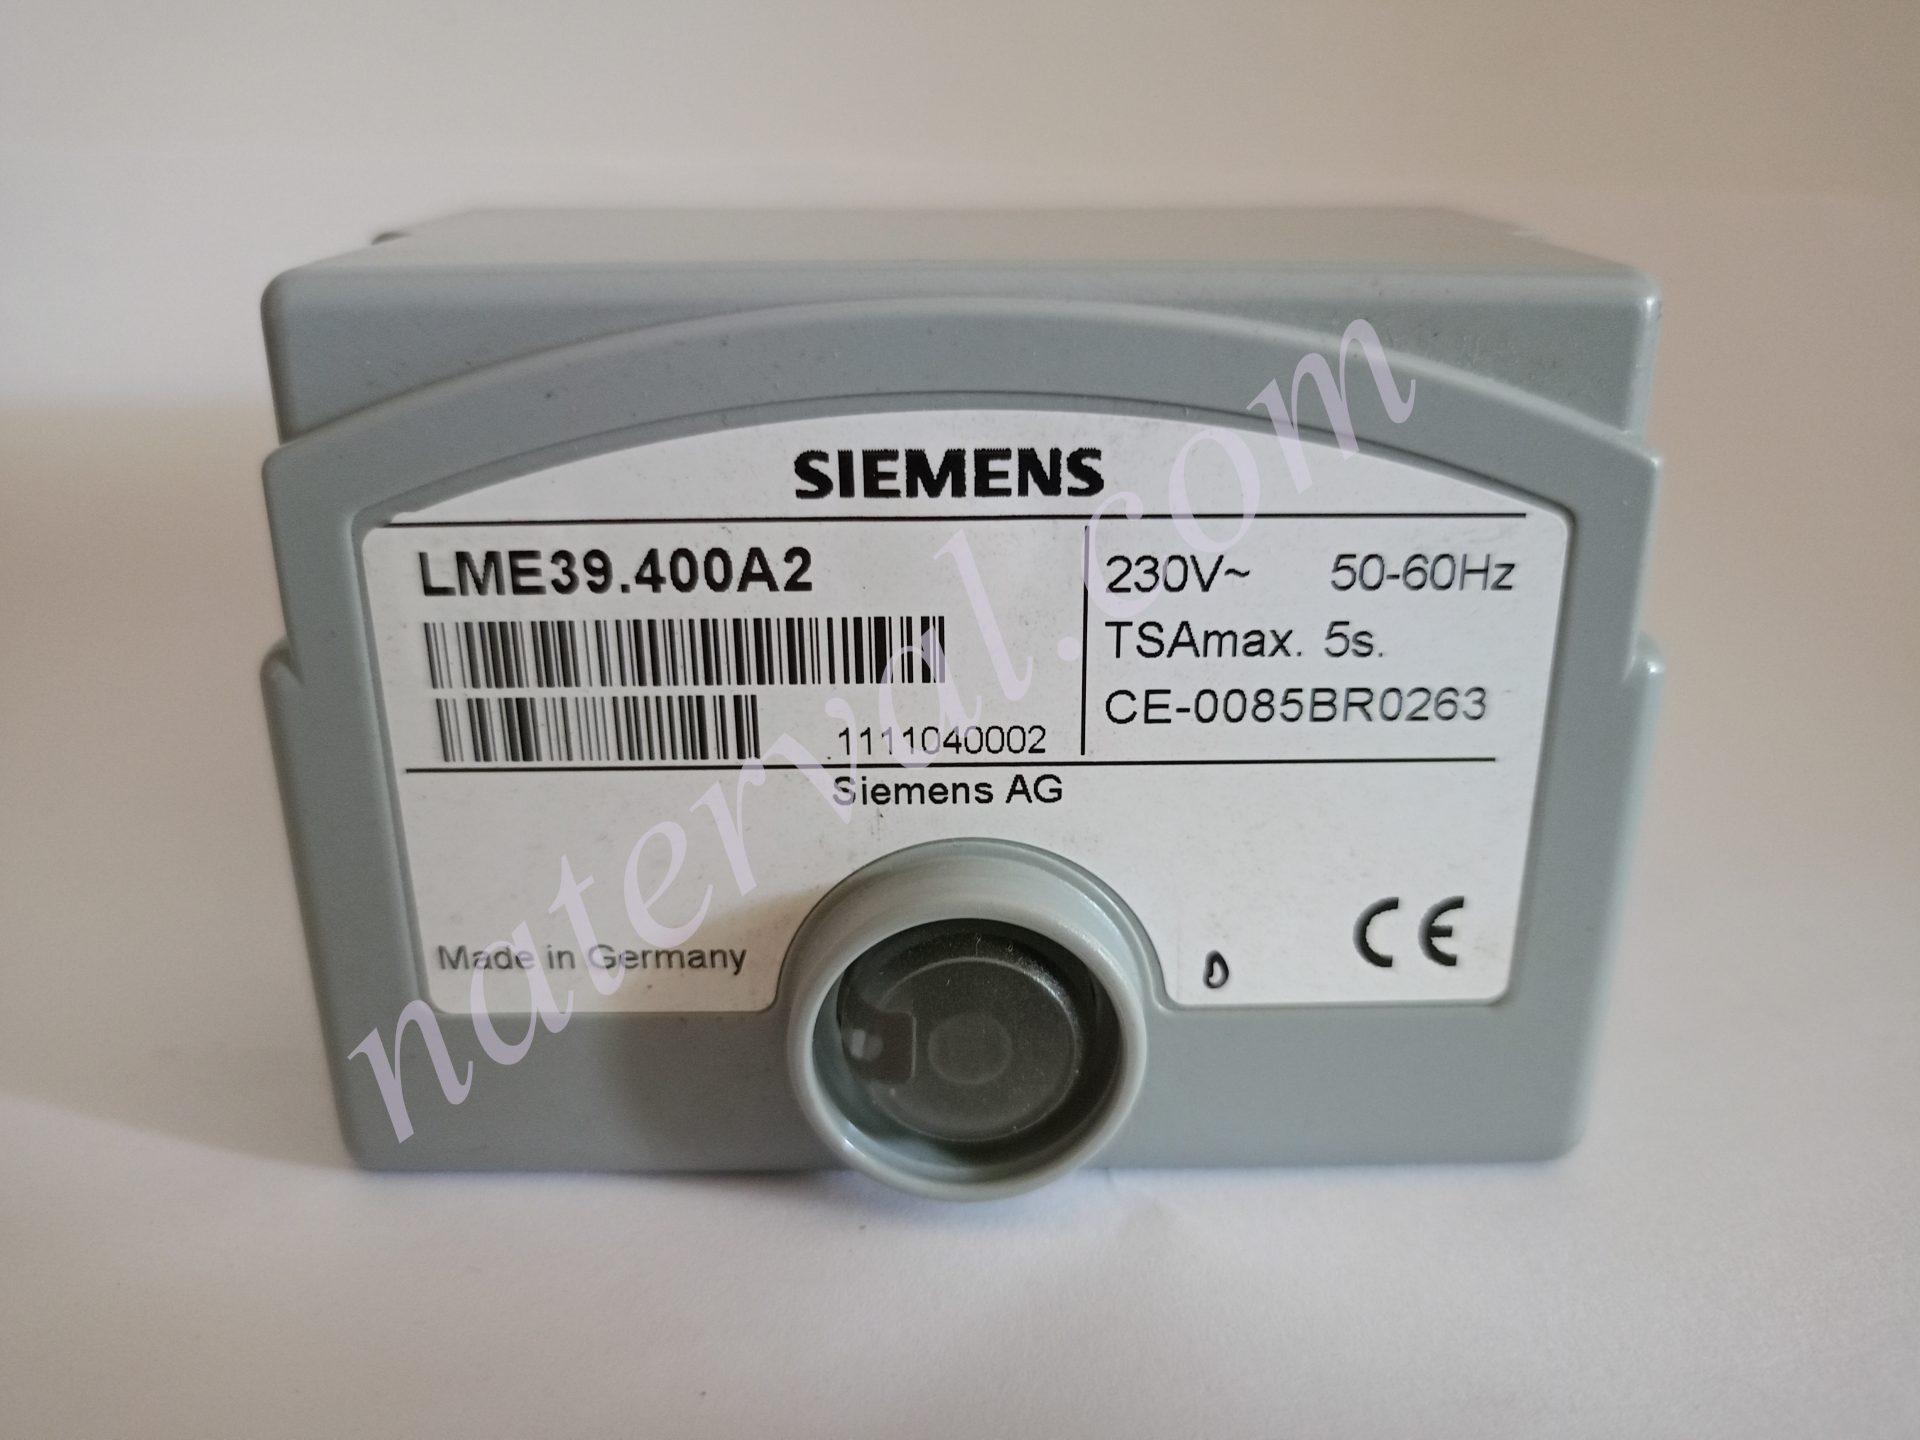 SIEMENS
LME39.400A2
230V~ 50-60Hz
TSAmax. 5s.
CE-0085BR0263
1111040002
Siemens AG
Made in Germany
0
CE
naterval.com